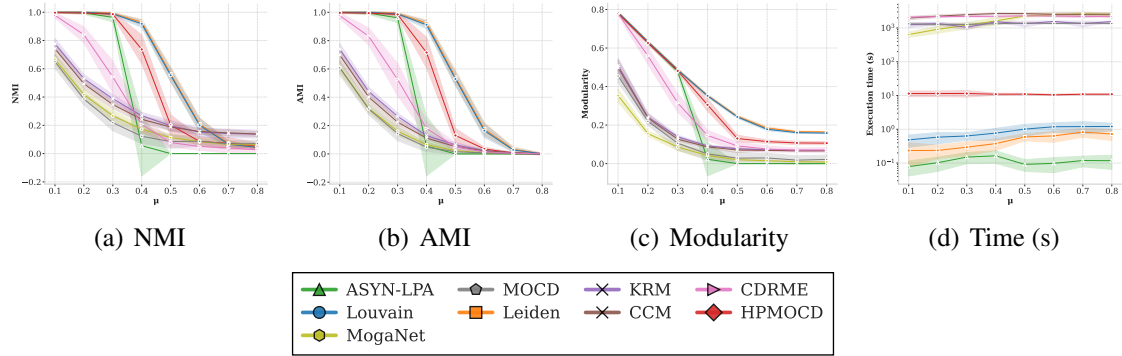 1.0
0.8
0.6
0.4
0.2
0.0
−0.2
NMI
0.1 0.2 0.3 0.4 0.5 0.6 0.7 0.8
μ
(a) NMI
1.0
0.8
0.6
0.4
0.2
0.0
−0.2
AMI
0.1 0.2 0.3 0.4 0.5 0.6 0.7 0.8
μ
(b) AMI
0.8
0.6
0.4
0.2
0.0
Modularity
0.1 0.2 0.3 0.4 0.5 0.6 0.7 0.8
μ
(c) Modularity
10³
10²
10¹
10⁰
10⁻¹
Execution time (s)
0.1 0.2 0.3 0.4 0.5 0.6 0.7 0.8
μ
(d) Time (s)
ASYN-LPA MOCD KRM CDRME
Louvain Leiden CCM HPMOCD
MogaNet